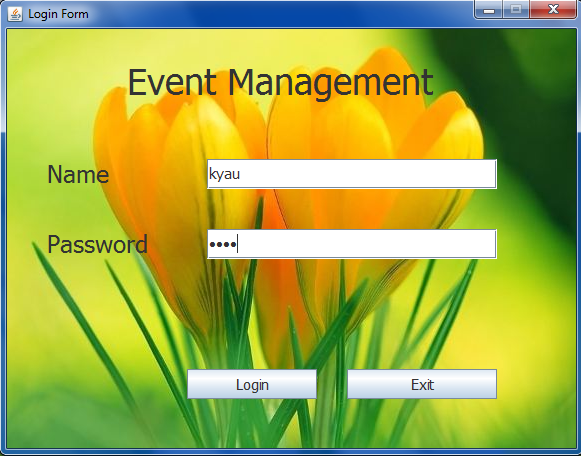 Login Form
Event Management
Name kyau
Password ••••
Login Exit